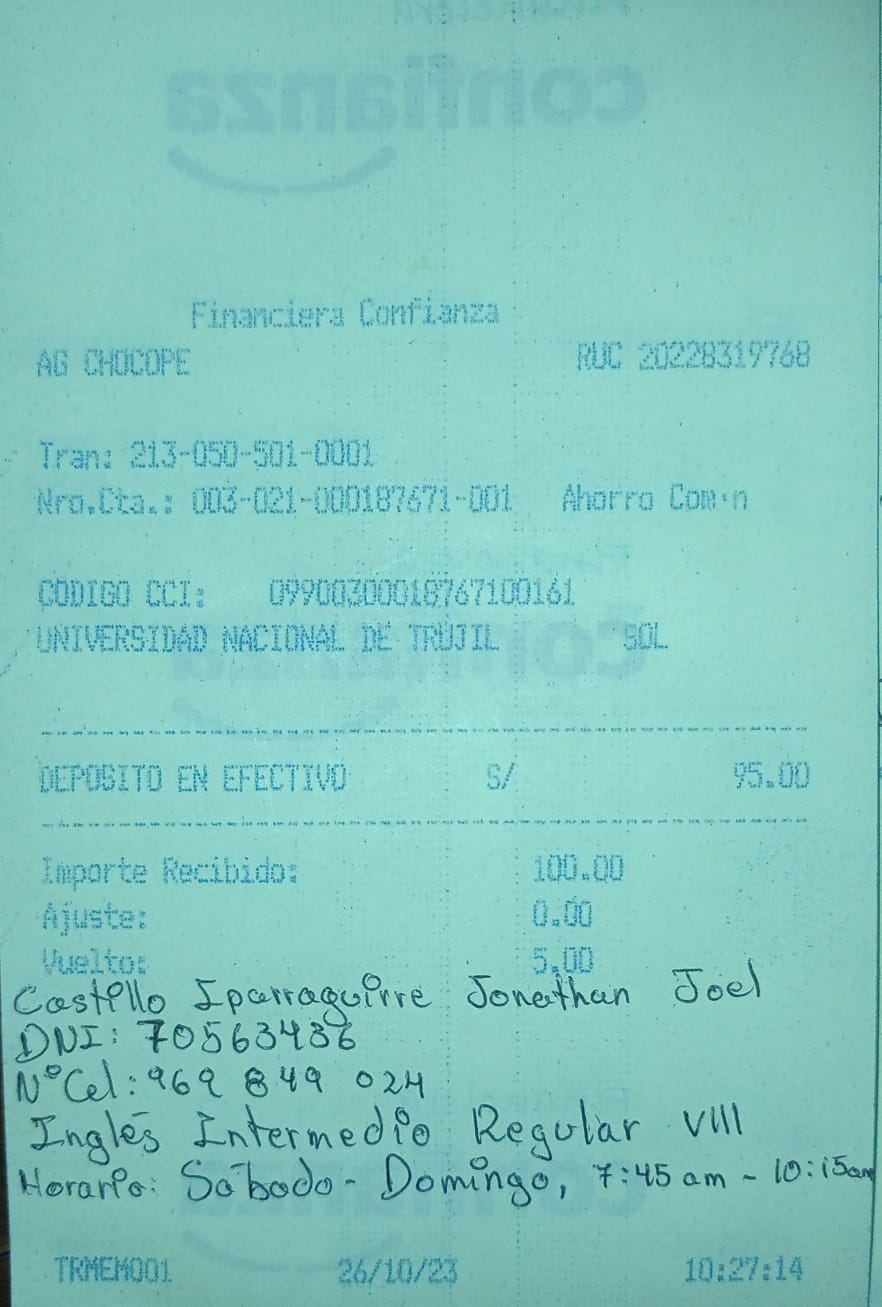 confianza
Financiera Confianza
AG CHOCOPE RUC 20228319768
Tran: 213-050-501-0001
Nro.Cta.: 003-021-000187671-001 Ahorro Com·n
CODIGO CCI: 09900300018767100161
UNIVERSIDAD NACIONAL DE TRUJIL SOL
DEPOSITO EN EFECTIVO S/ 95.00
Importe Recibido: 100.00
Ajuste: 0.00
Vuelto: 5.00
Castillo Iparraguirre Jonathan Joel
DNI: 70563436
N° Cel: 969 849 024
Inglés Intermedio Regular VIII
Horario: Sábado - Domingo, 7:45 am - 10:15am
TRMEM001 26/10/23 10:27:14